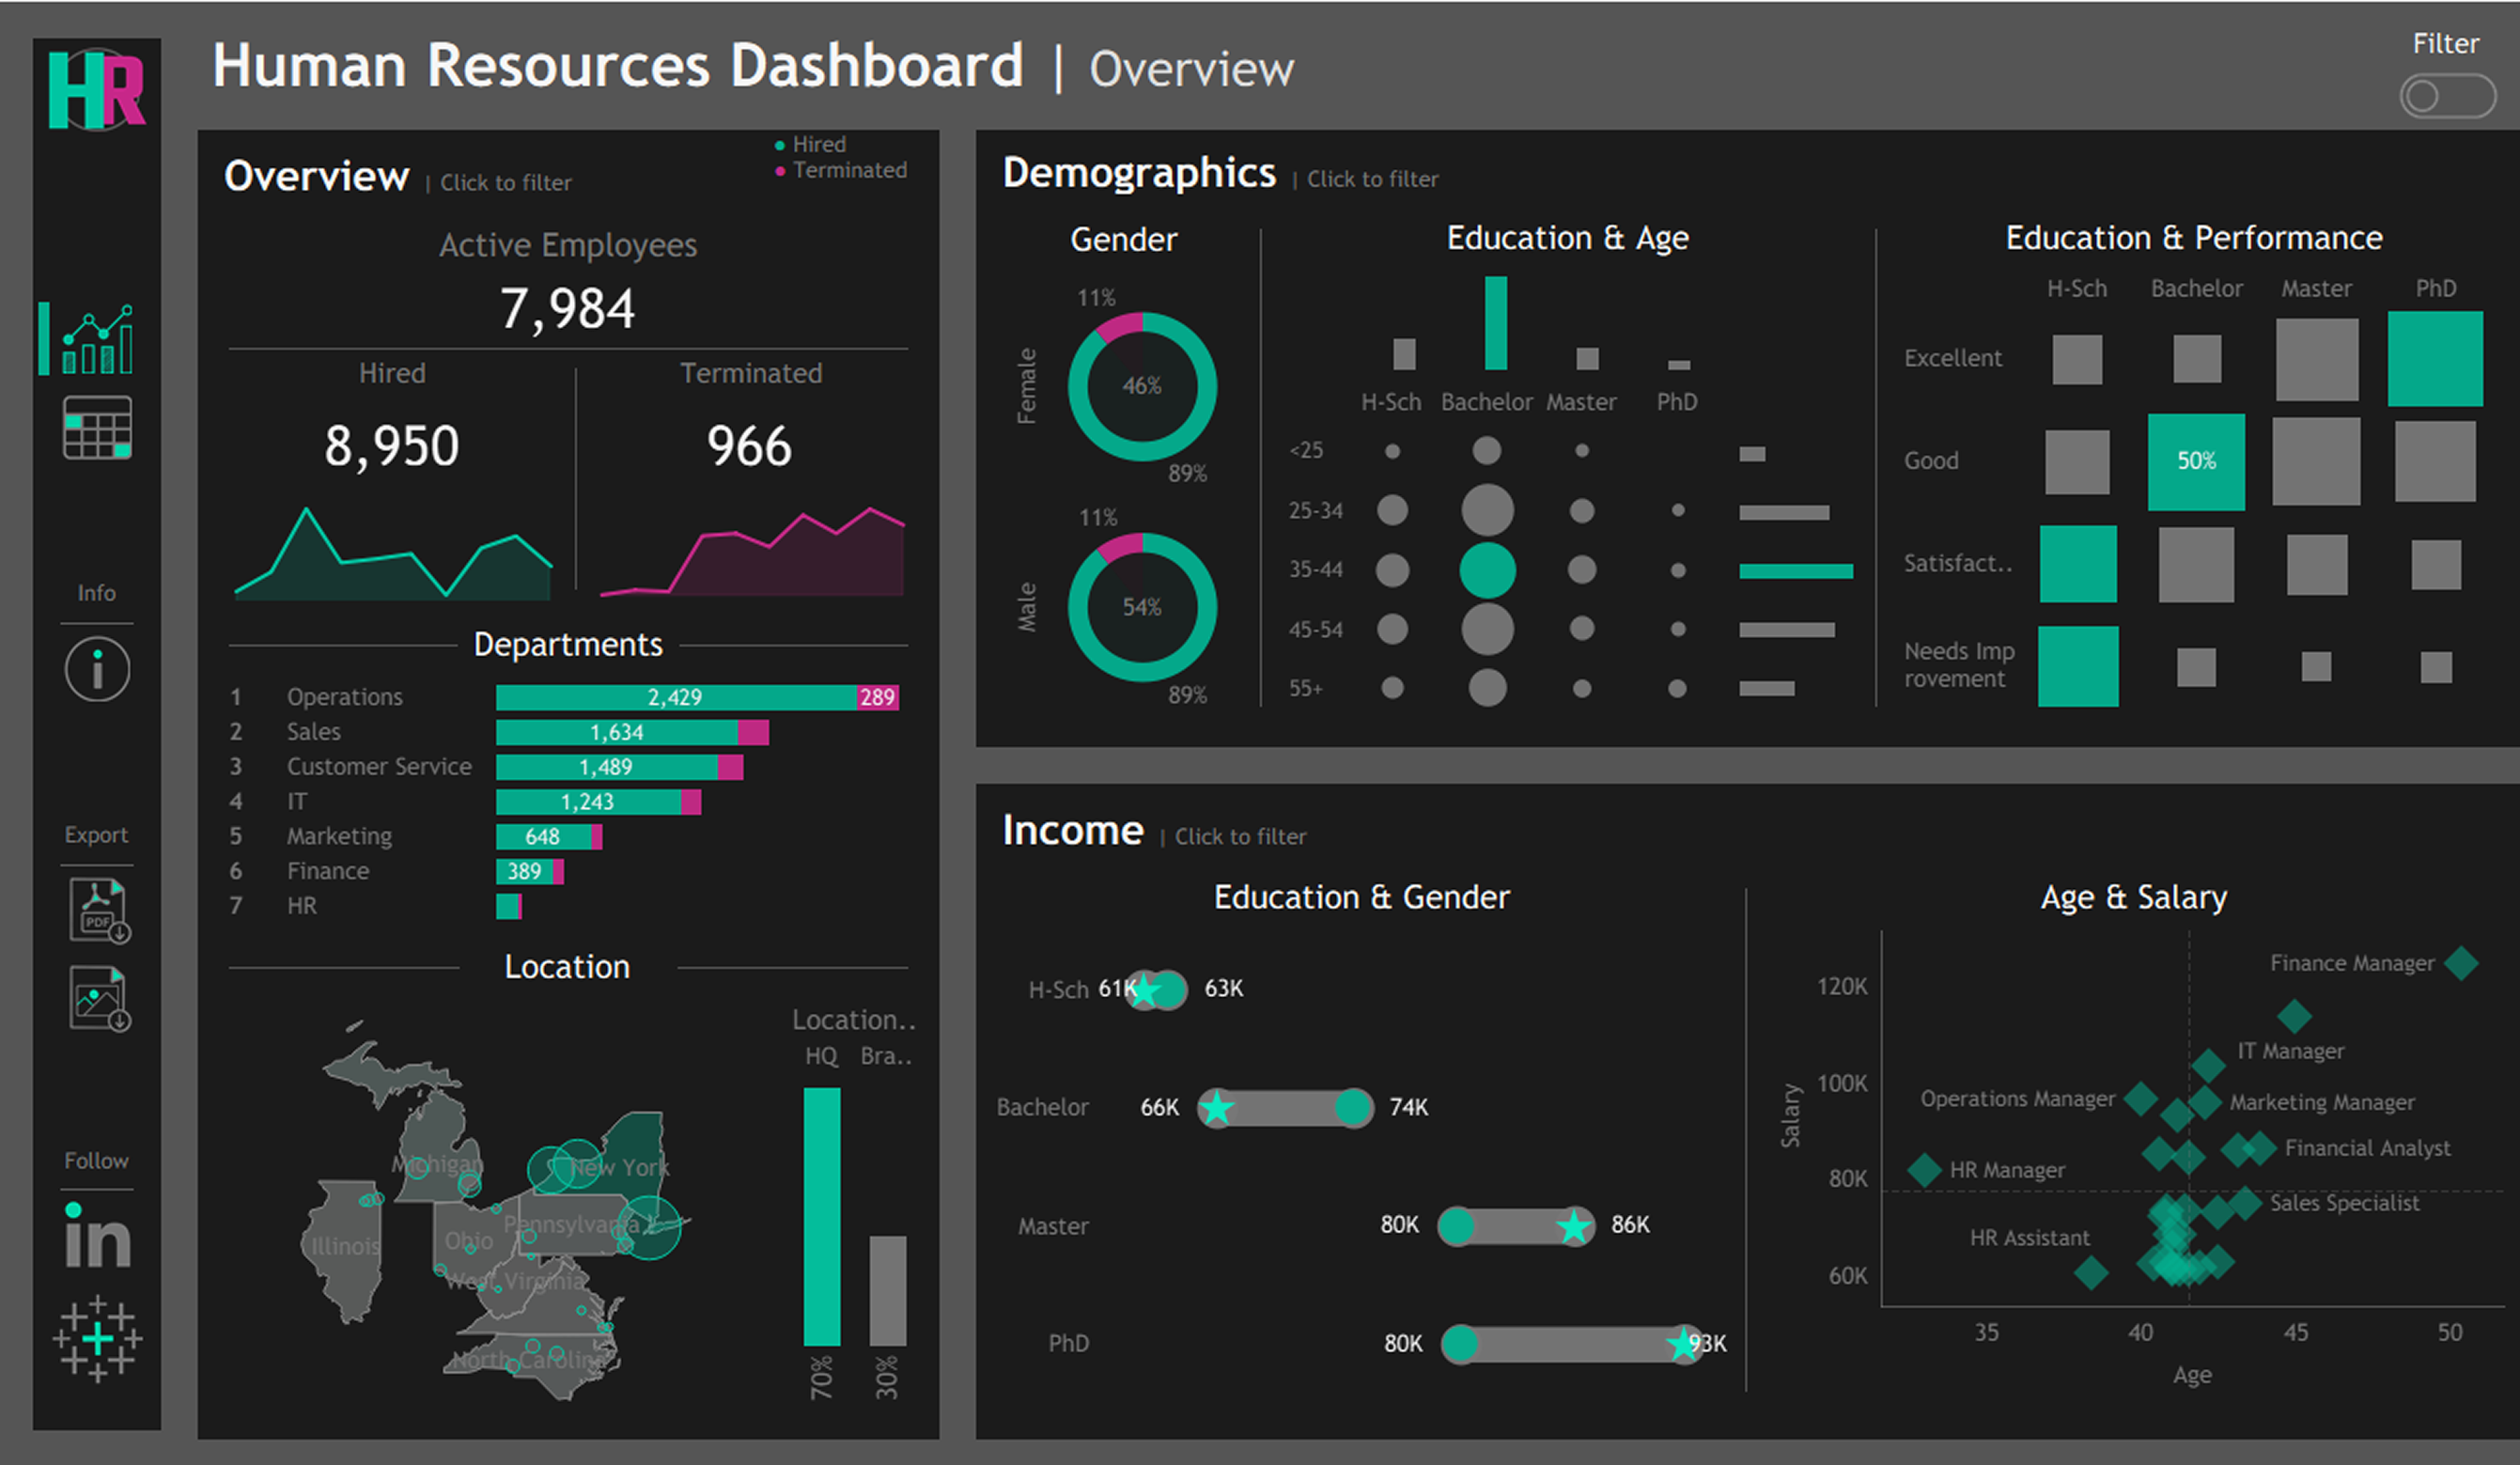 HR
Human Resources Dashboard | Overview
Filter
Info
Export
PDF
Follow
in
Overview | Click to filter
Hired
Terminated
Active Employees
7,984
Hired
8,950
Terminated
966
Departments
1 Operations 2,429 289
2 Sales 1,634
3 Customer Service 1,489
4 IT 1,243
5 Marketing 648
6 Finance 389
7 HR
Location
Michigan
New York
Illinois
Ohio
Pennsylvania
West Virginia
North Carolina
Location..
HQ Bra..
70% 30%
Demographics | Click to filter
Gender
Female
11%
46%
89%
Male
11%
54%
89%
Education & Age
H-Sch Bachelor Master PhD
<25
25-34
35-44
45-54
55+
Education & Performance
H-Sch Bachelor Master PhD
Excellent
Good 50%
Satisfact..
Needs Imp
rovement
Income | Click to filter
Education & Gender
H-Sch 61K 63K
Bachelor 66K 74K
Master 80K 86K
PhD 80K 93K
Age & Salary
Salary
120K
100K
80K
60K
Finance Manager
IT Manager
Operations Manager
Marketing Manager
Financial Analyst
HR Manager
Sales Specialist
HR Assistant
35 40 45 50
Age